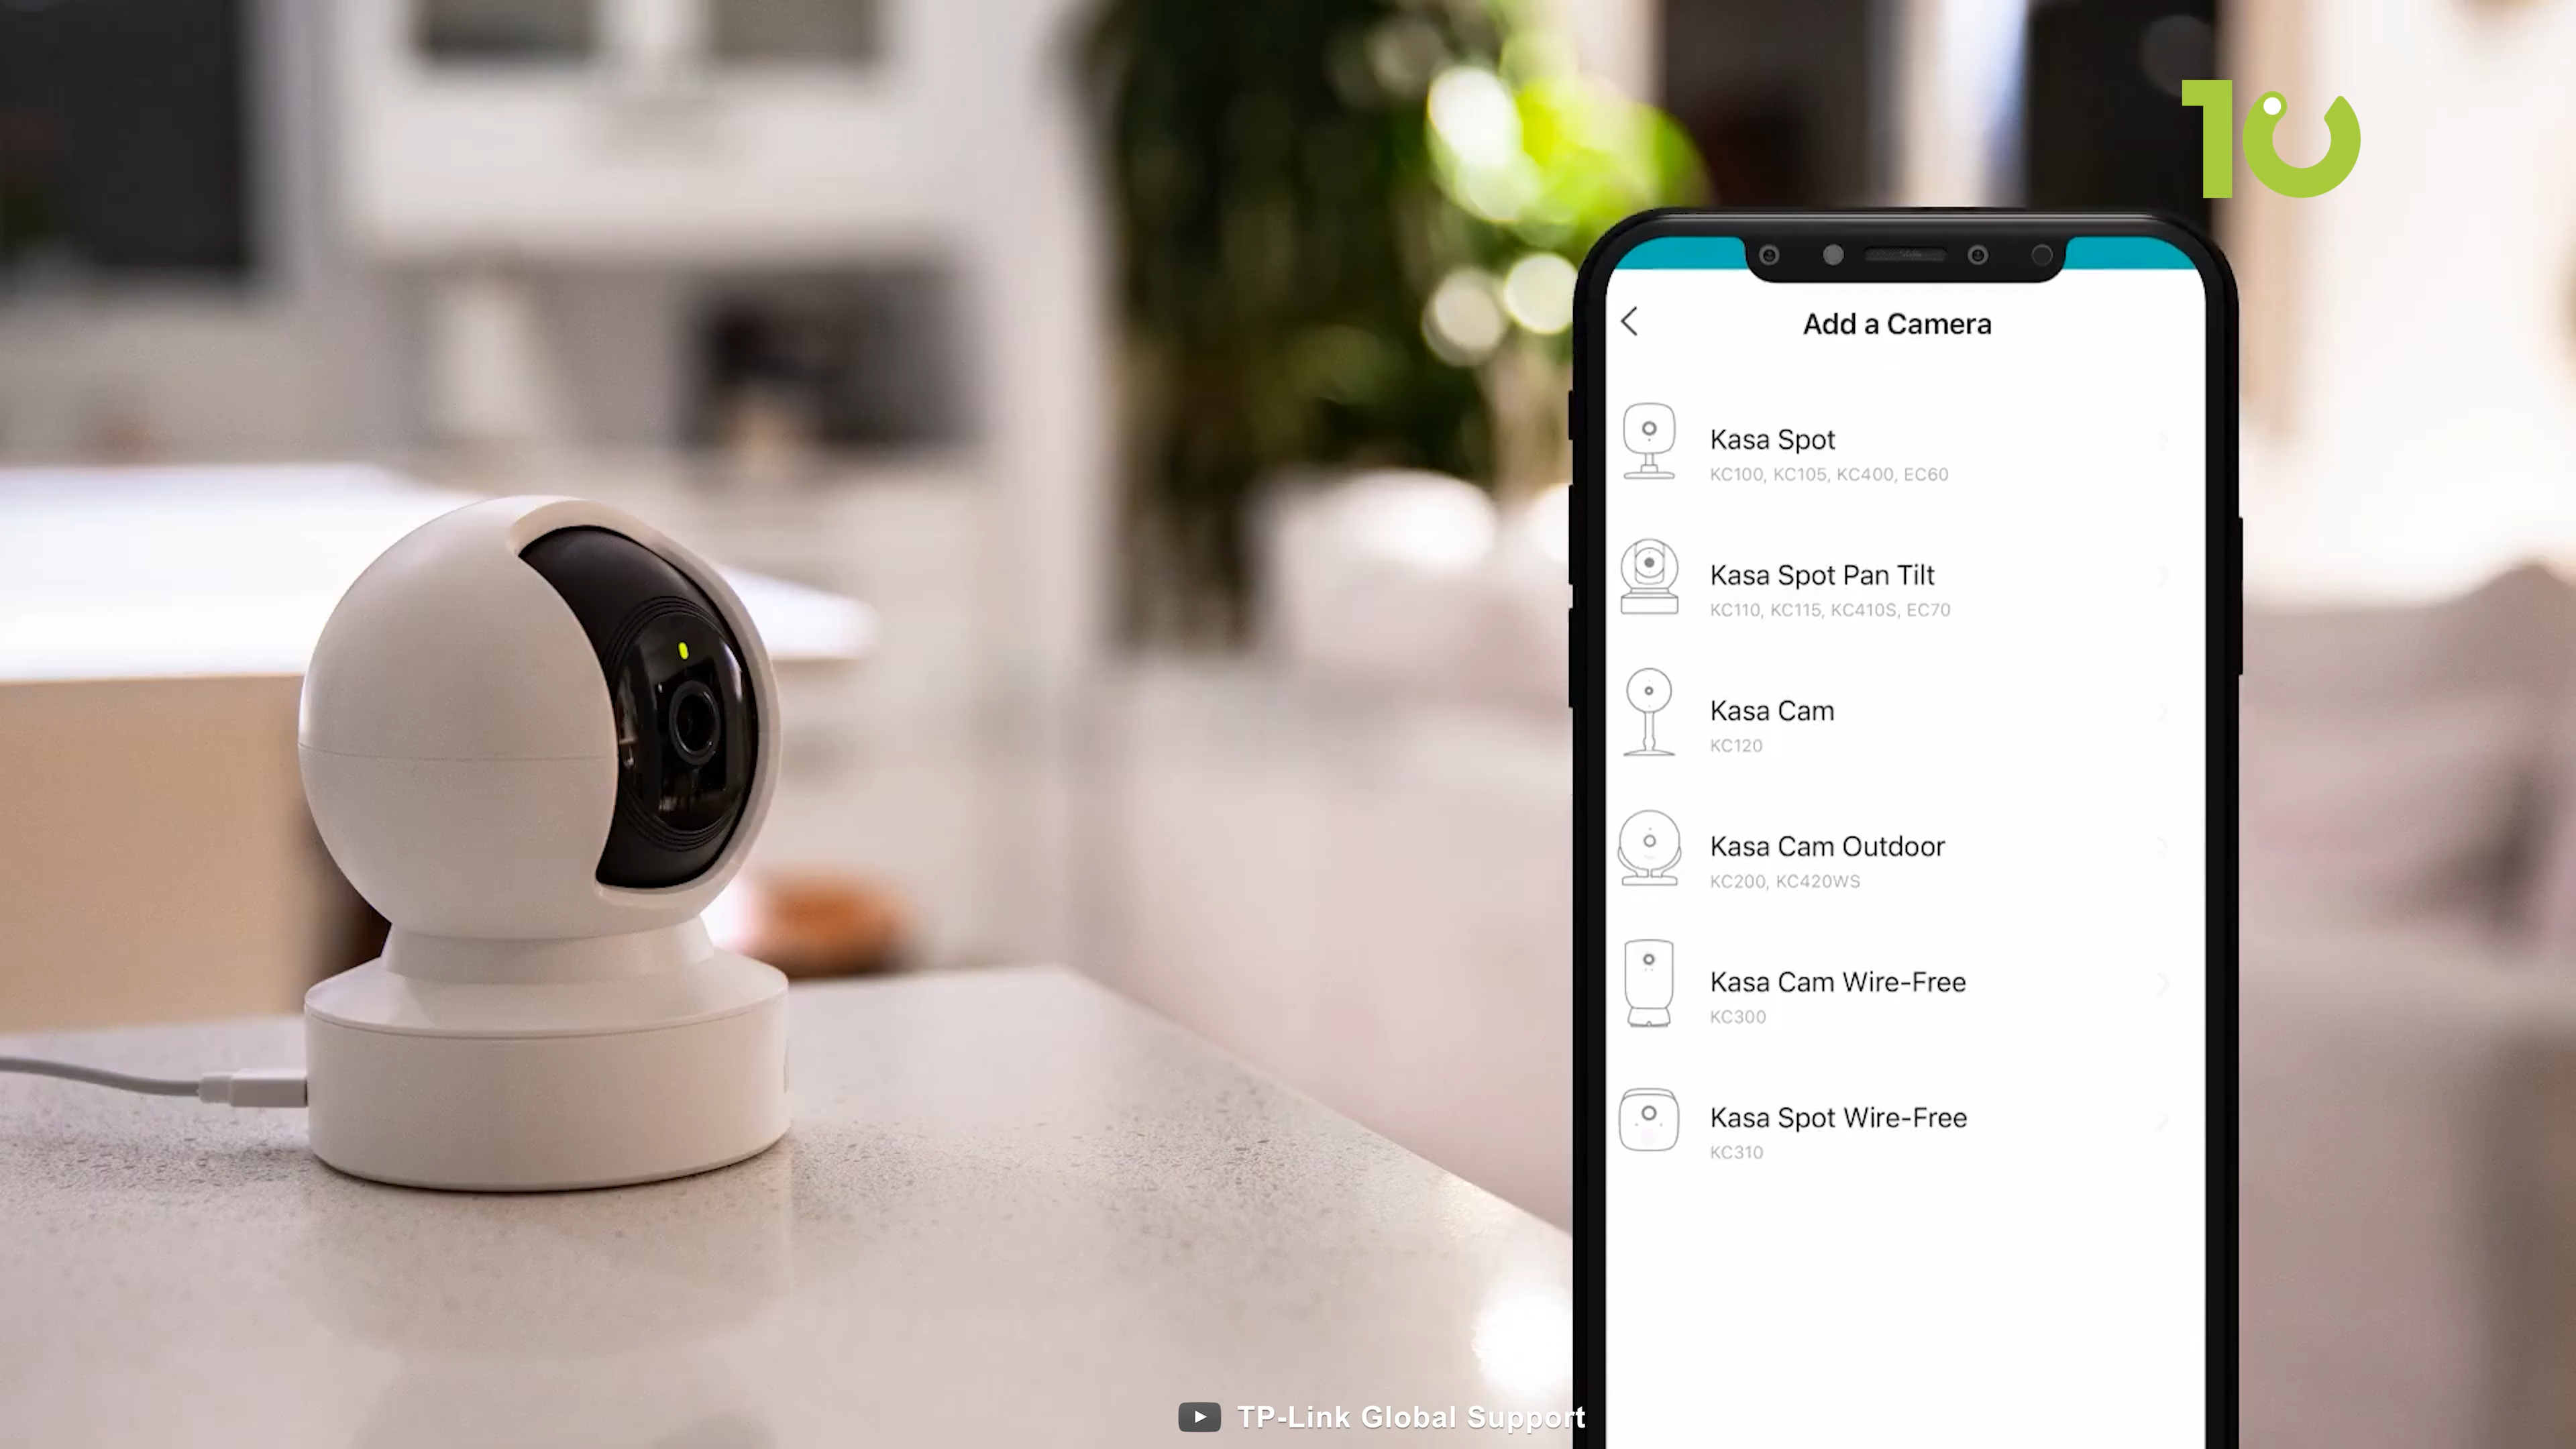 10
Add a Camera
Kasa Spot
KC100, KC105, KC400, EC60
Kasa Spot Pan Tilt
KC110, KC115, KC410S, EC70
Kasa Cam
KC120
Kasa Cam Outdoor
KC200, KC420WS
Kasa Cam Wire-Free
KC300
Kasa Spot Wire-Free
KC310
TP-Link Global Support